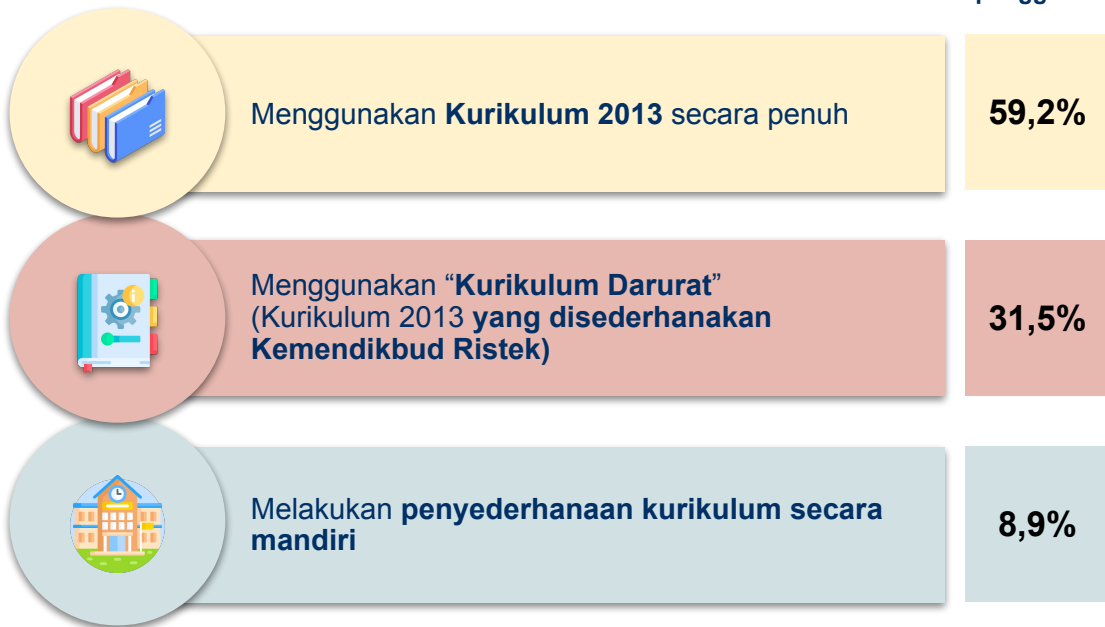 Menggunakan Kurikulum 2013 secara penuh
59,2%
Menggunakan “Kurikulum Darurat”
(Kurikulum 2013 yang disederhanakan
Kemendikbud Ristek)
31,5%
Melakukan penyederhanaan kurikulum secara
mandiri
8,9%